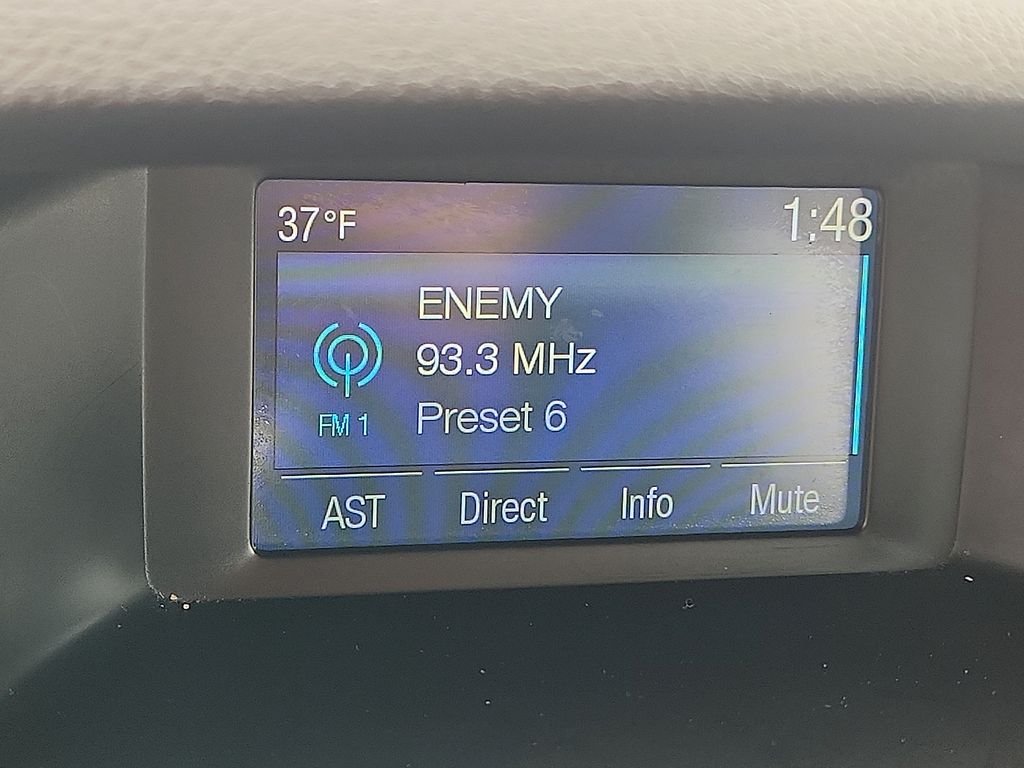 37°F 1:48
ENEMY
93.3 MHz
FM 1 Preset 6
AST Direct Info Mute